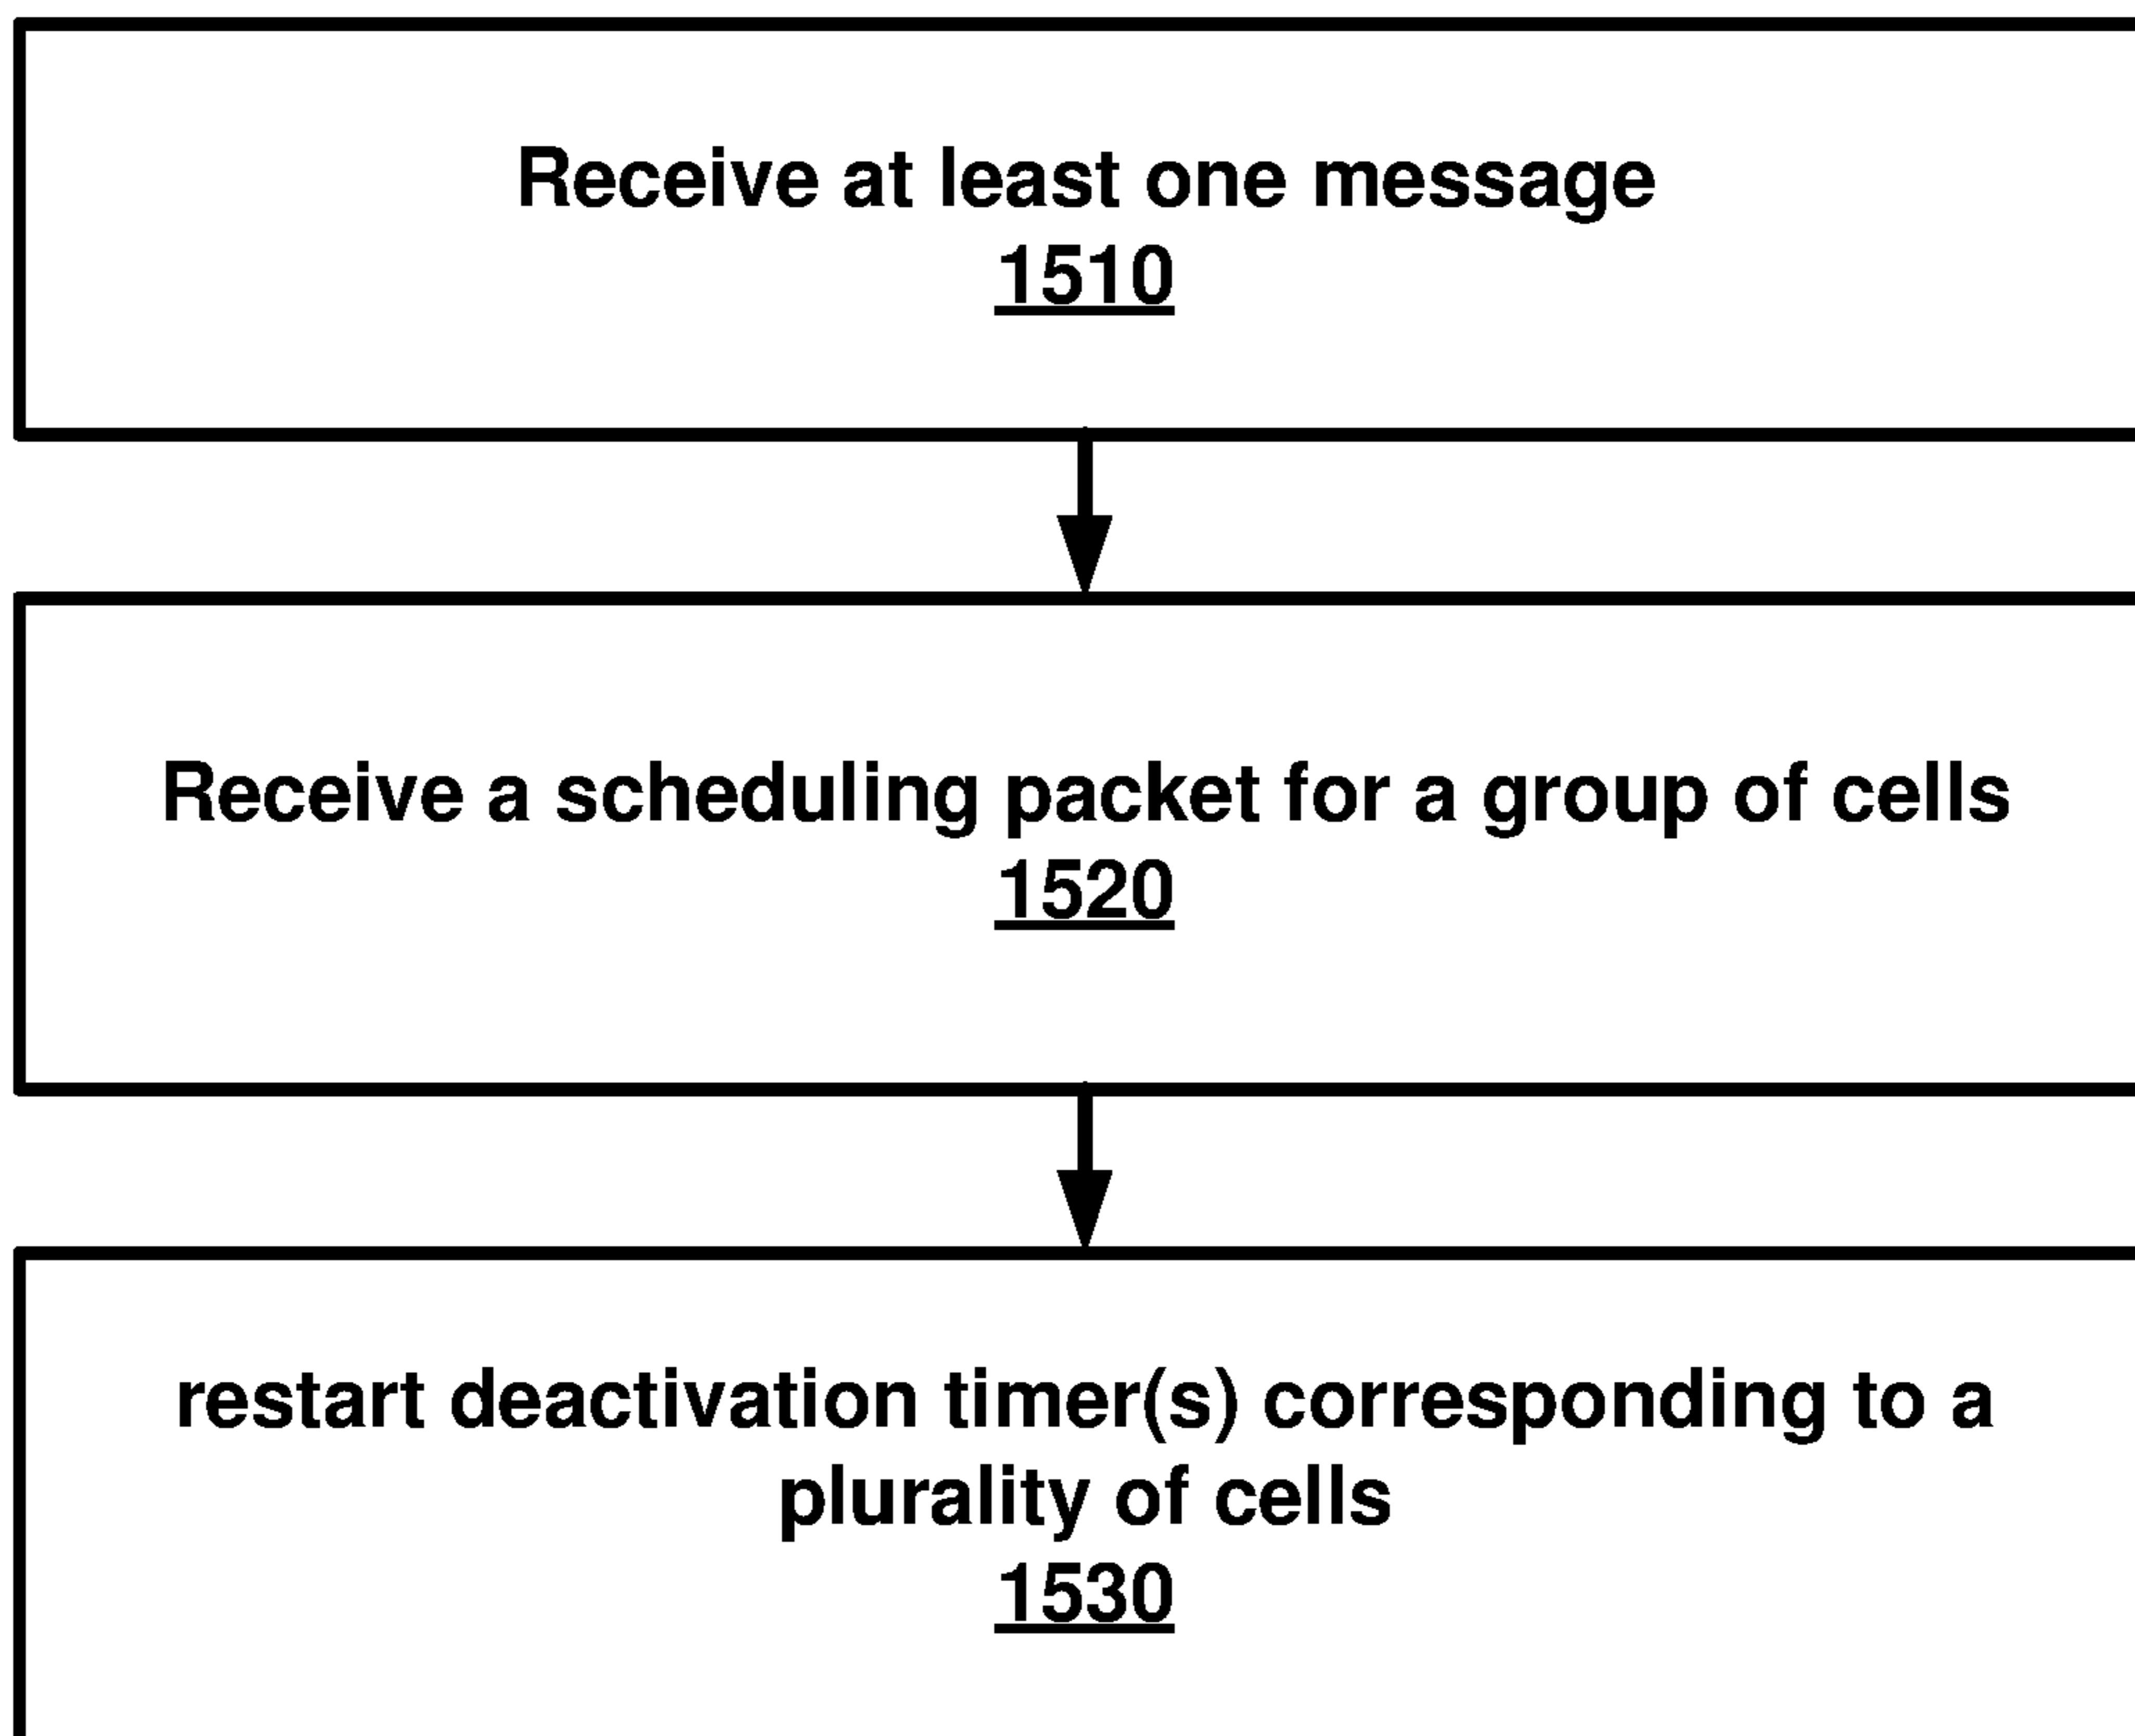 Receive at least one message
1510
Receive a scheduling packet for a group of cells
1520
restart deactivation timer(s) corresponding to a
plurality of cells
1530